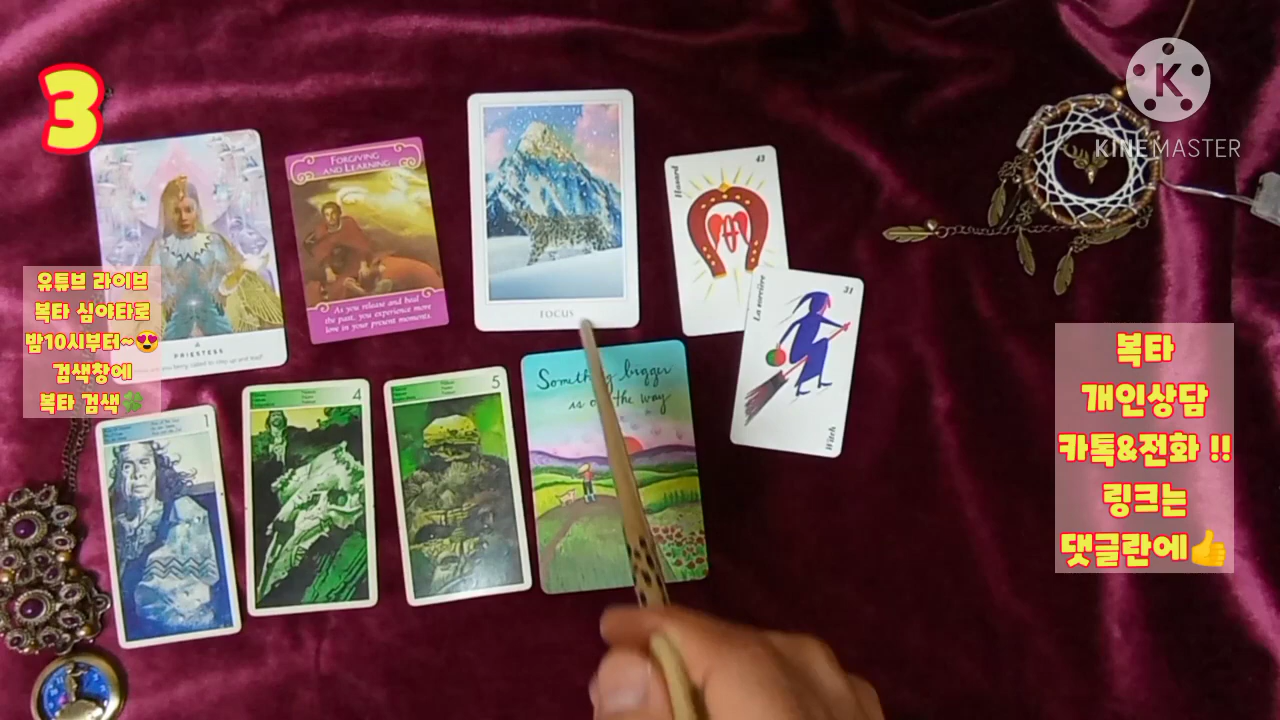 3
유튜브 라이브
복타 심야타로
밤10시부터~😍
검색창에
복타 검색🍀
PRIESTESS
FORGIVING
AND LEARNING
As you release and heal
the past, you experience more
love in your present moments.
FOCUS
43
Hasard
31
La sorcière
Witch
K
KINEMASTER
1
4
5
Something bigger
is on the way
복타
개인상담
카톡&전화 !!
링크는
댓글란에👍